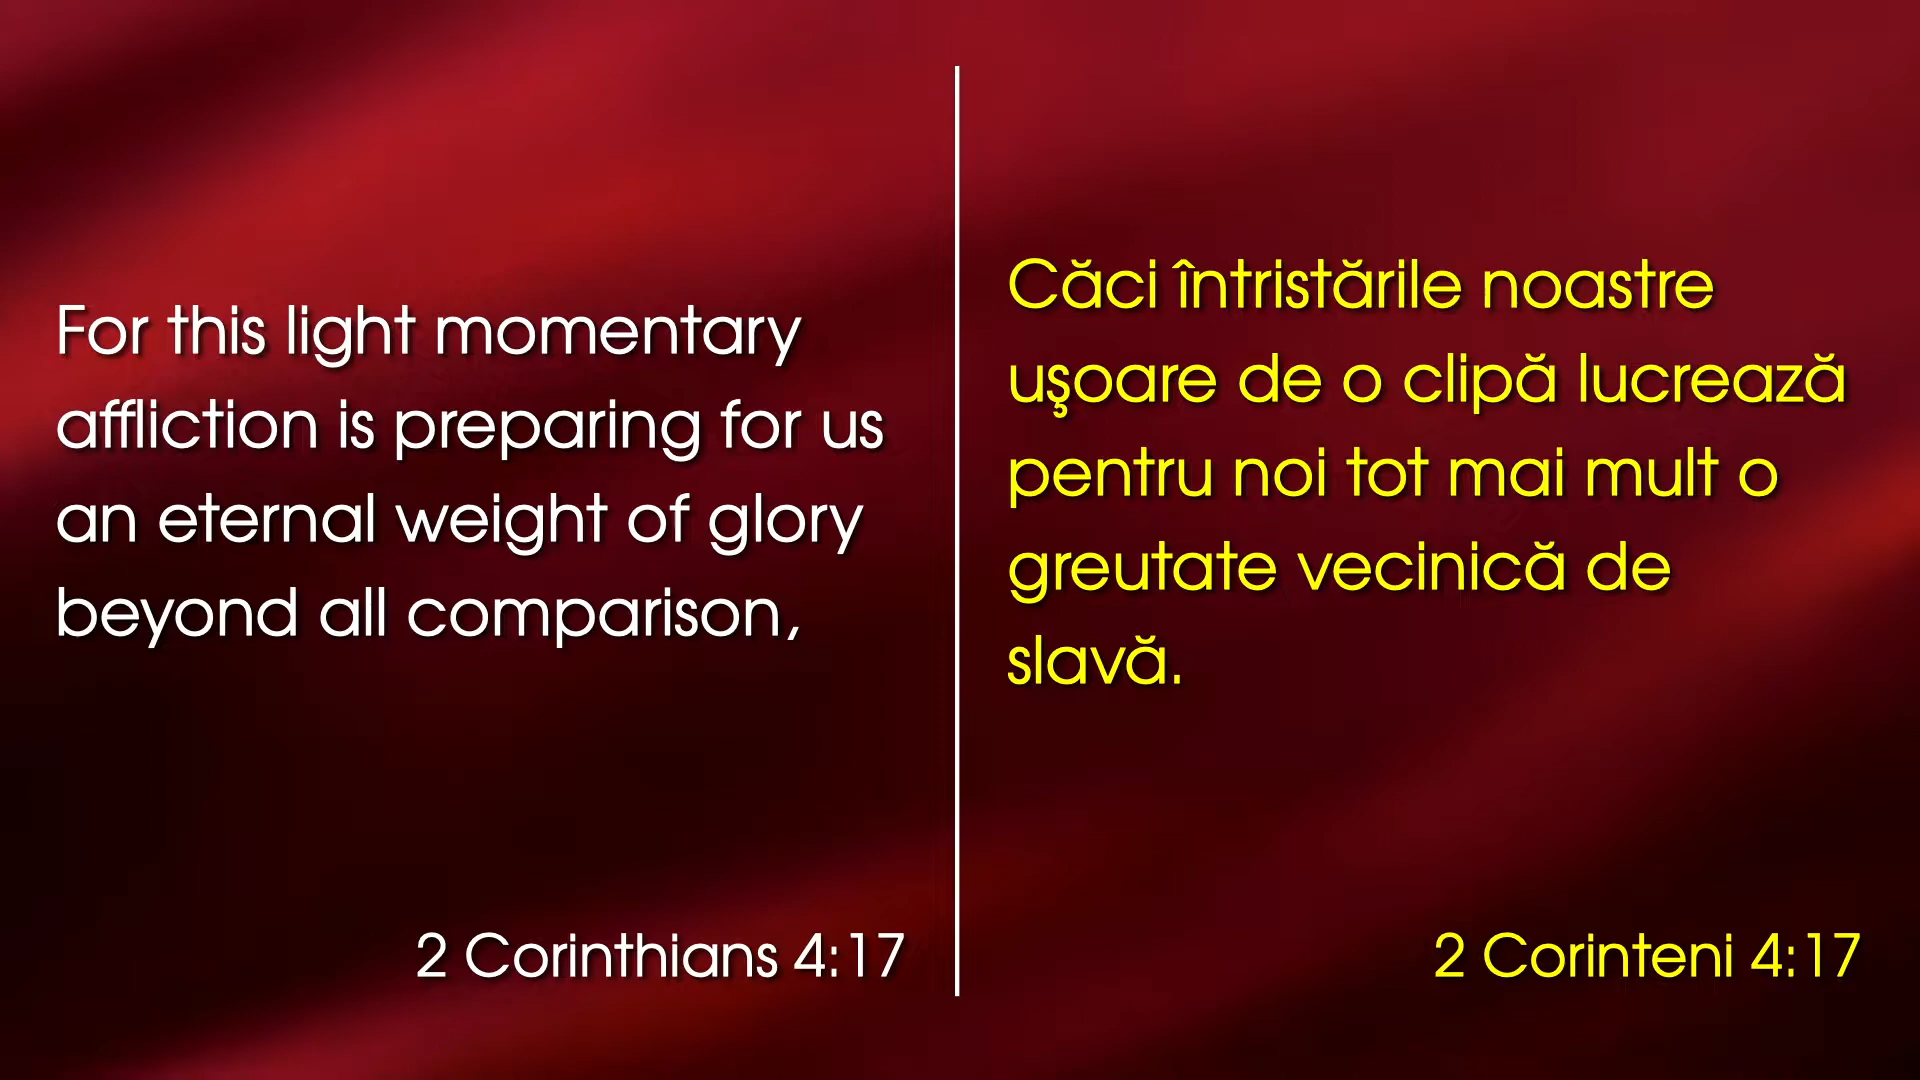 For this light momentary
affliction is preparing for us
an eternal weight of glory
beyond all comparison,
2 Corinthians 4:17
Căci întristările noastre
uşoare de o clipă lucrează
pentru noi tot mai mult o
greutate vecinică de
slavă.
2 Corinteni 4:17